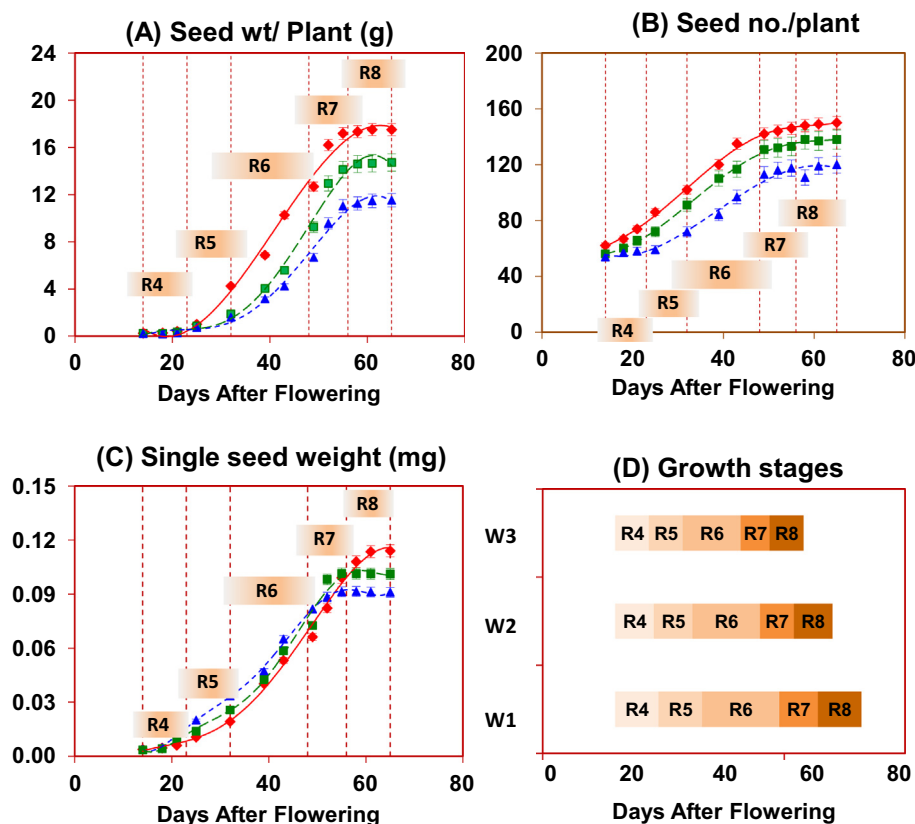 (A) Seed wt/ Plant (g)
24
20
16
12
8
4
0
R4
R5
R6
R7
R8
0 20 40 60 80
Days After Flowering
(B) Seed no./plant
200
160
120
80
40
0
R4
R5
R6
R7
R8
0 20 40 60 80
Days After Flowering
(C) Single seed weight (mg)
0.15
0.12
0.09
0.06
0.03
0.00
R4
R5
R6
R7
R8
0 20 40 60 80
Days After Flowering
(D) Growth stages
W3 R4 R5 R6 R7 R8
W2 R4 R5 R6 R7 R8
W1 R4 R5 R6 R7 R8
0 20 40 60 80
Days After Flowering